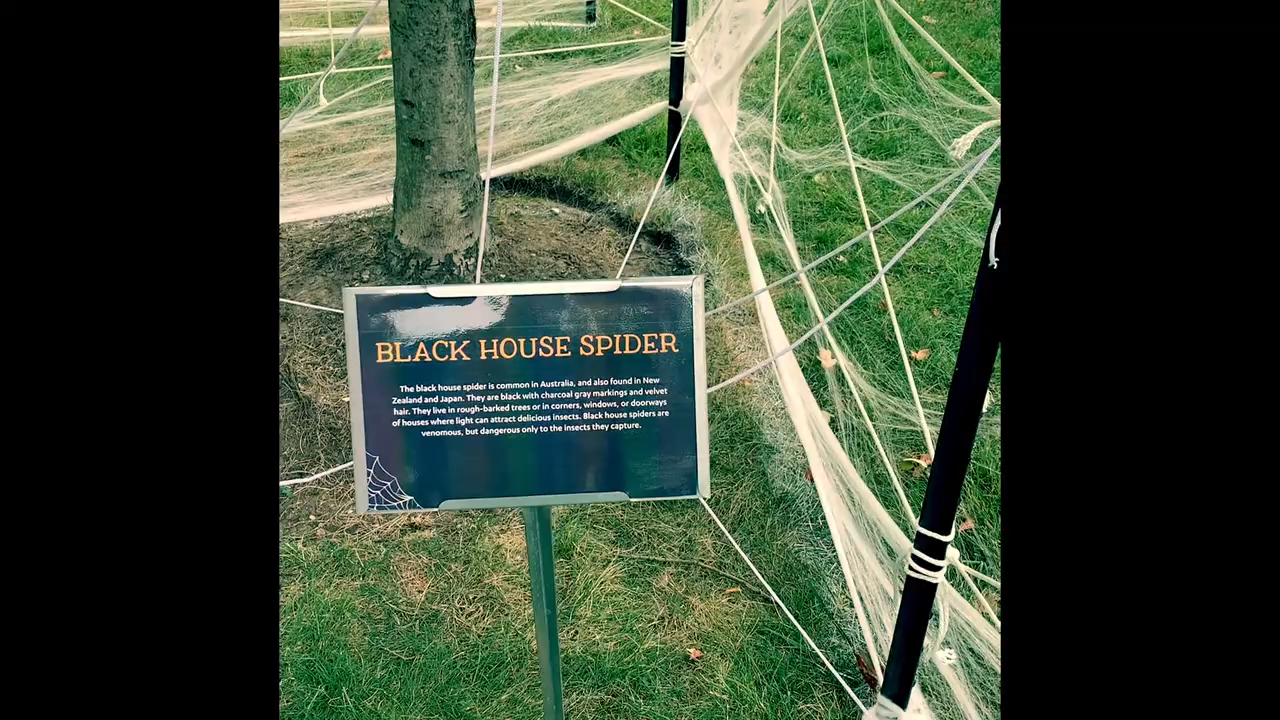 BLACK HOUSE SPIDER
The black house spider is common in Australia, and also found in New
Zealand and Japan. They are black with charcoal gray markings and velvet
hair. They live in rough-barked trees or in corners, windows, or doorways
of houses where light can attract delicious insects. Black house spiders are
venomous, but dangerous only to the insects they capture.